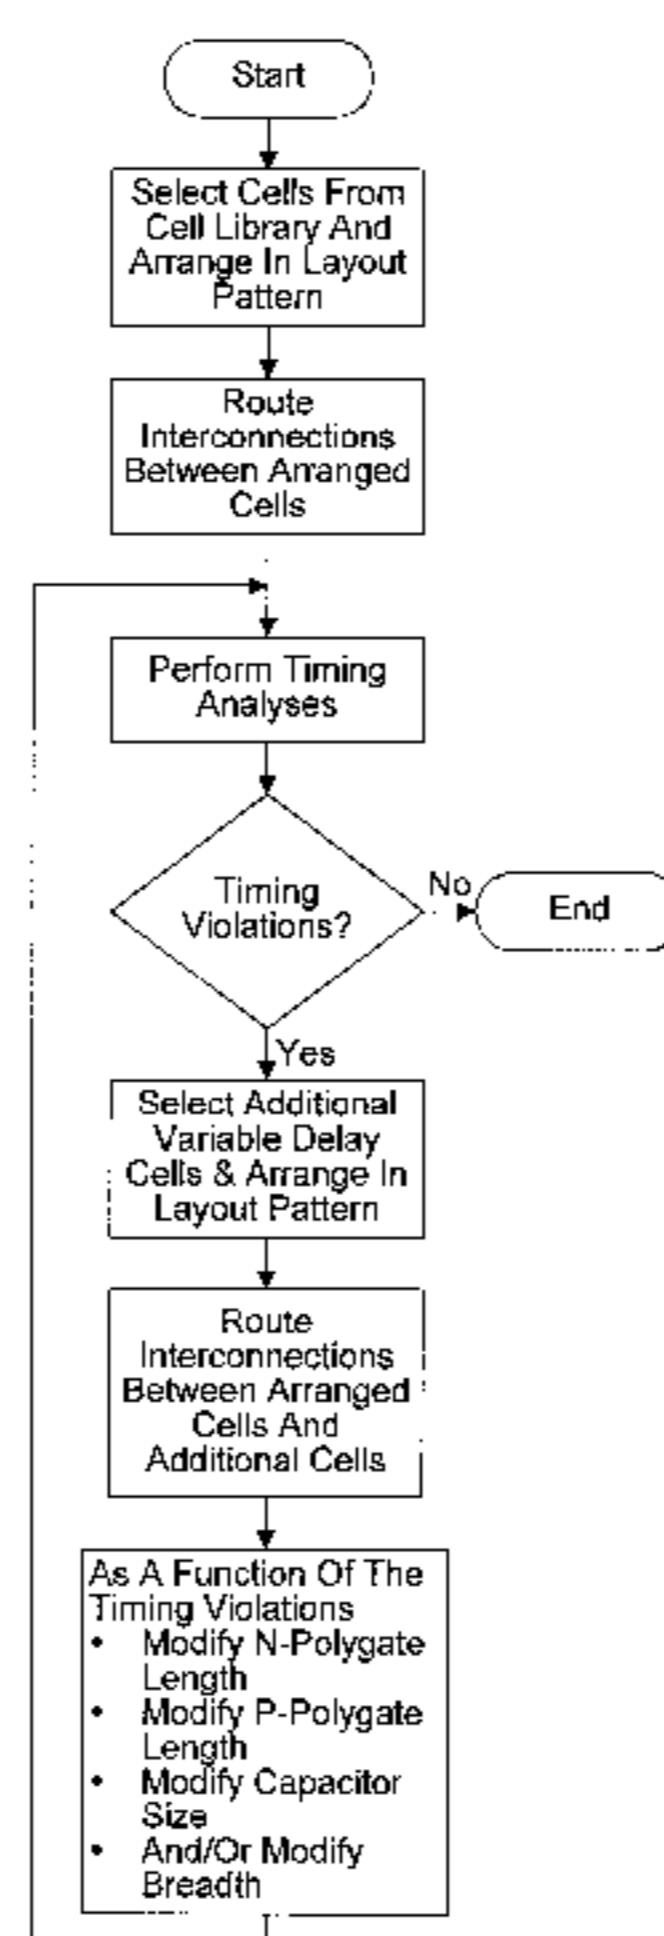 Start
Select Cells From
Cell Library And
Arrange In Layout
Pattern
Route
Interconnections
Between Arranged
Cells
Perform Timing
Analyses
Timing
Violations?
No
End
Yes
Select Additional
Variable Delay
Cells & Arrange In
Layout Pattern
Route
Interconnections
Between Arranged
Cells And
Additional Cells
As A Function Of The
Timing Violations
• Modify N-Polygate
Length
• Modify P-Polygate
Length
• Modify Capacitor
Size
• And/Or Modify
Breadth